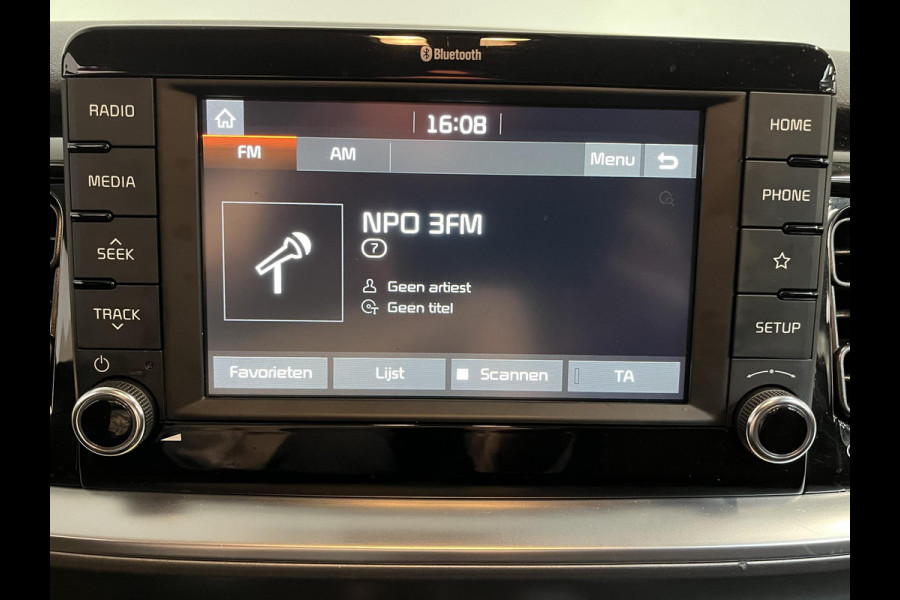 Bluetooth
RADIO
MEDIA
SEEK
TRACK
16:08
FM AM Menu
NPO 3FM
7
Geen artiest
Geen titel
Favorieten Lijst Scannen TA
HOME
PHONE
SETUP